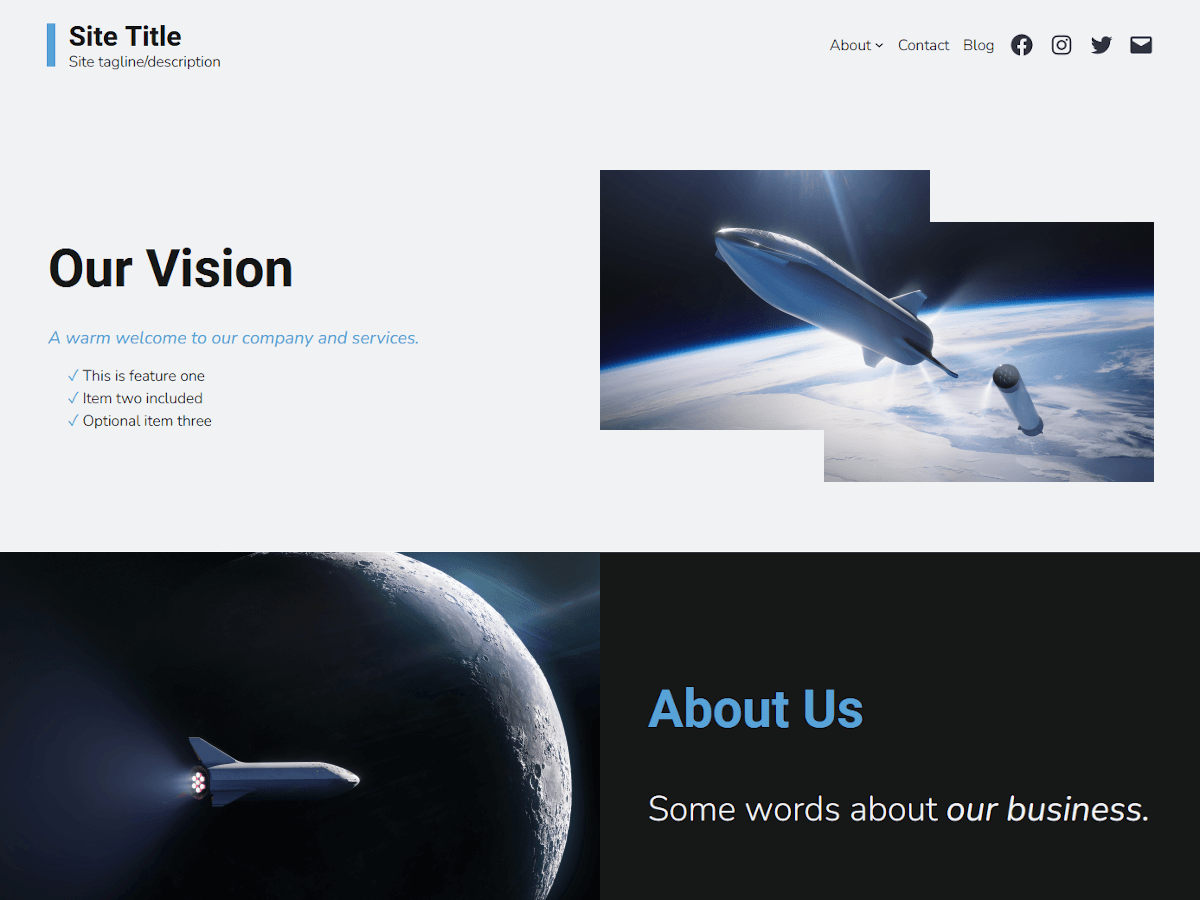 Site Title
Site tagline/description
About Contact Blog
Our Vision
A warm welcome to our company and services.
✓ This is feature one
✓ Item two included
✓ Optional item three
About Us
Some words about our business.